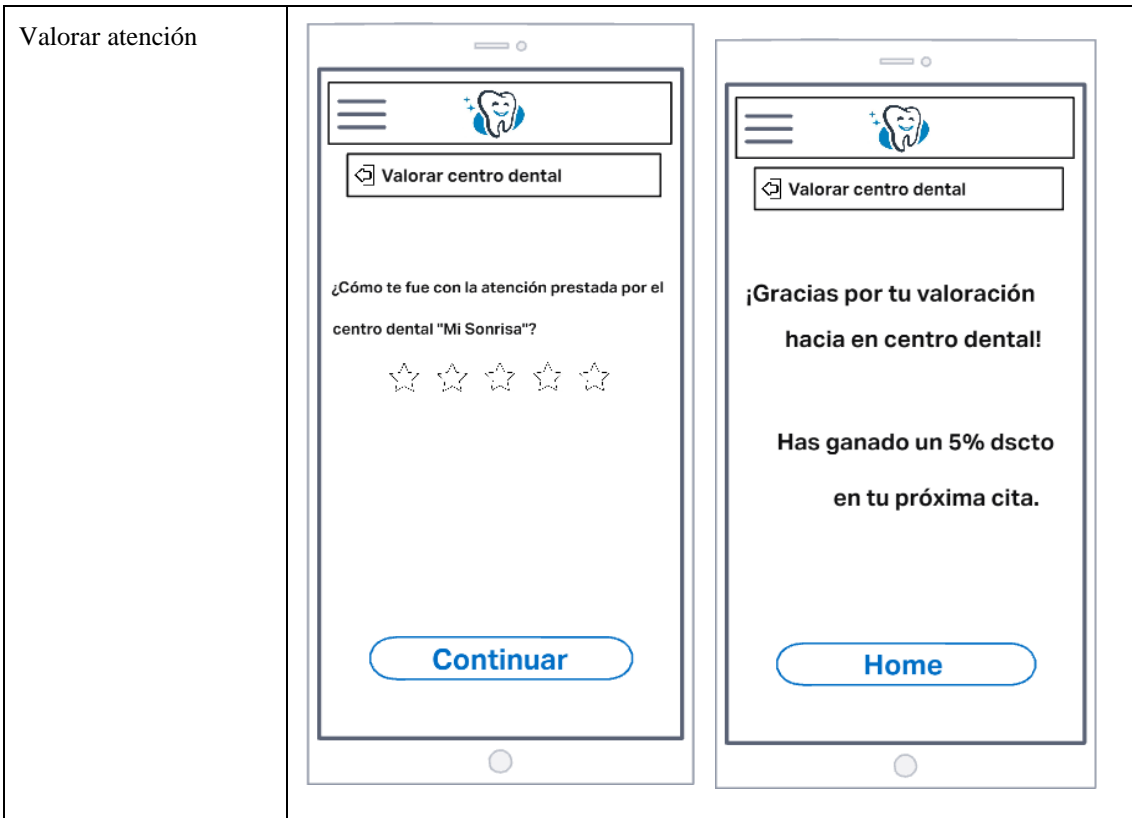 Valorar atención
Valorar centro dental
¿Cómo te fue con la atención prestada por el
centro dental "Mi Sonrisa"?
Continuar
Valorar centro dental
¡Gracias por tu valoración
hacia en centro dental!
Has ganado un 5% dscto
en tu próxima cita.
Home